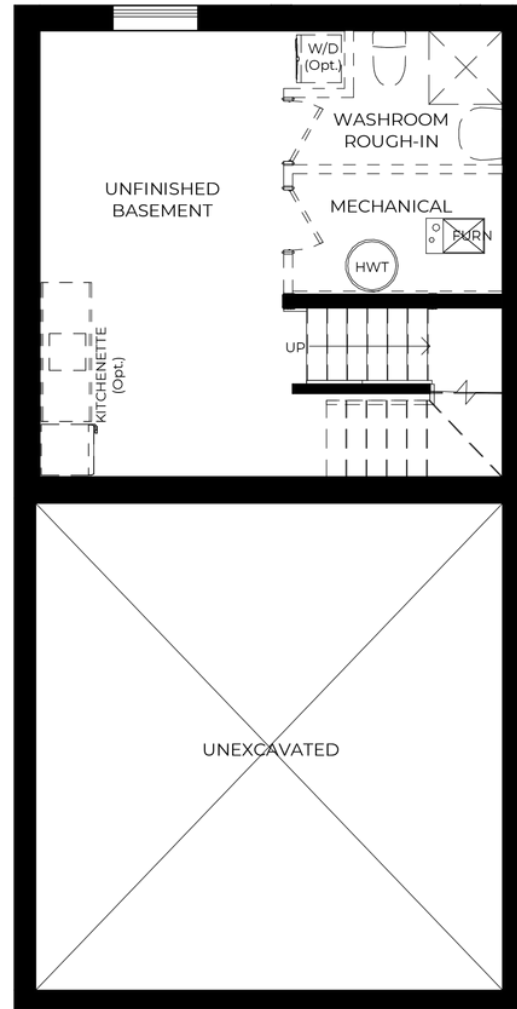 W/D
(Opt.)
WASHROOM
ROUGH-IN
UNFINISHED
BASEMENT
MECHANICAL
FURN
HWT
KITCHENETTE
(Opt.)
UP
UNEXCAVATED